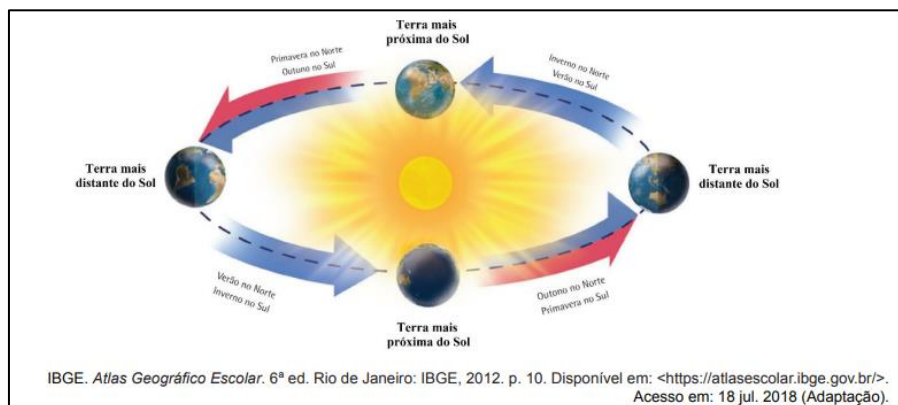 Terra mais
próxima do Sol
Primavera no Norte
Outuno no Sul
Inverno no Norte
Verão no Sul
Terra mais
distante do Sol
Terra mais
distante do Sol
Verão no Norte
Inverno no Sul
Outono no Norte
Primavera no Sul
Terra mais
próxima do Sol
IBGE. Atlas Geográfico Escolar. 6ª ed. Rio de Janeiro: IBGE, 2012. p. 10. Disponível em: <https://atlasescolar.ibge.gov.br/>.
Acesso em: 18 jul. 2018 (Adaptação).